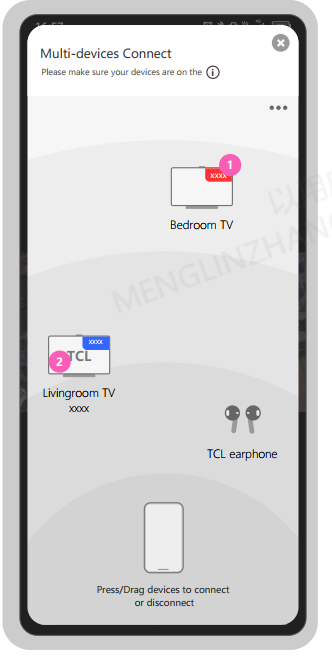 Multi-devices Connect
Please make sure your devices are on the
1
xxxx
Bedroom TV
MENGLINZHANG
xxxx
TCL
2
Livingroom TV
xxxx
TCL earphone
Press/Drag devices to connect
or disconnect